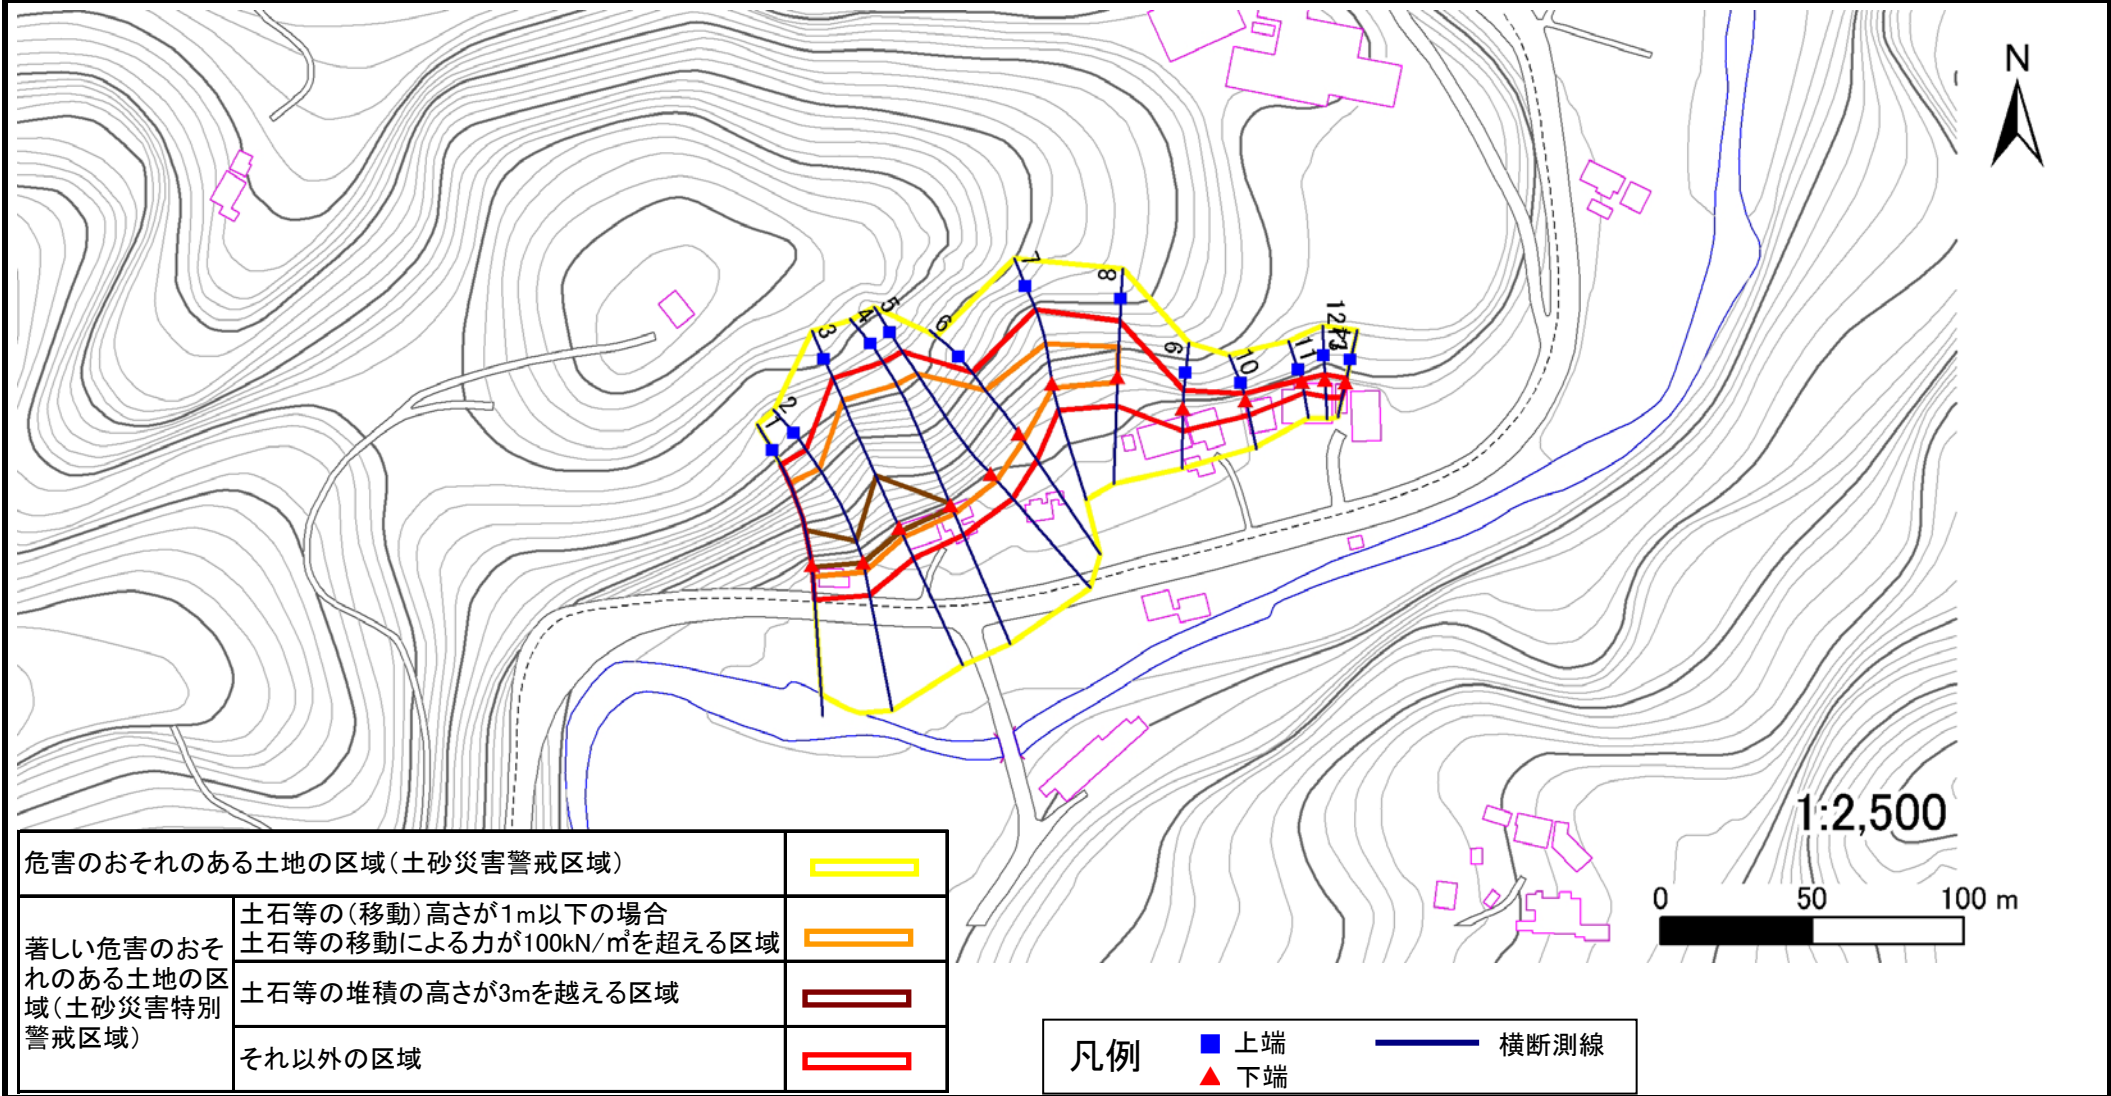 N
1
2
3
4
5
6
7
8
9
10
11
12
13
1:2,500
0 50 100 m
危害のおそれのある土地の区域(土砂災害警戒区域)
著しい危害のおそれのある土地の区域(土砂災害特別警戒区域)
土石等の(移動)高さが1m以下の場合
土石等の移動による力が100kN/㎡を超える区域
土石等の堆積の高さが3mを越える区域
それ以外の区域
凡例
上端
下端
横断測線